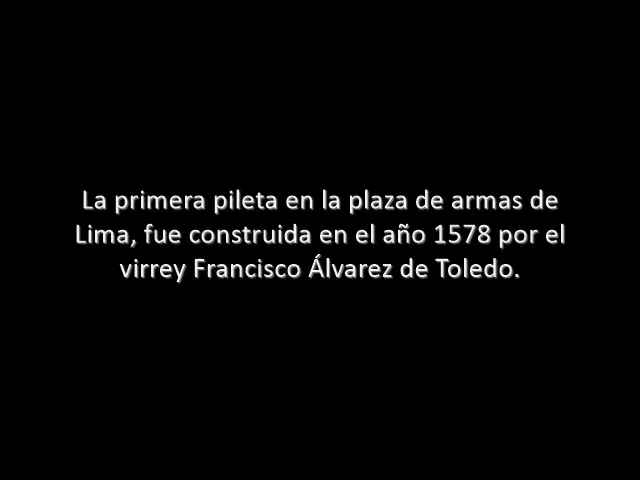 La primera pileta en la plaza de armas de
Lima, fue construida en el año 1578 por el
virrey Francisco Álvarez de Toledo.